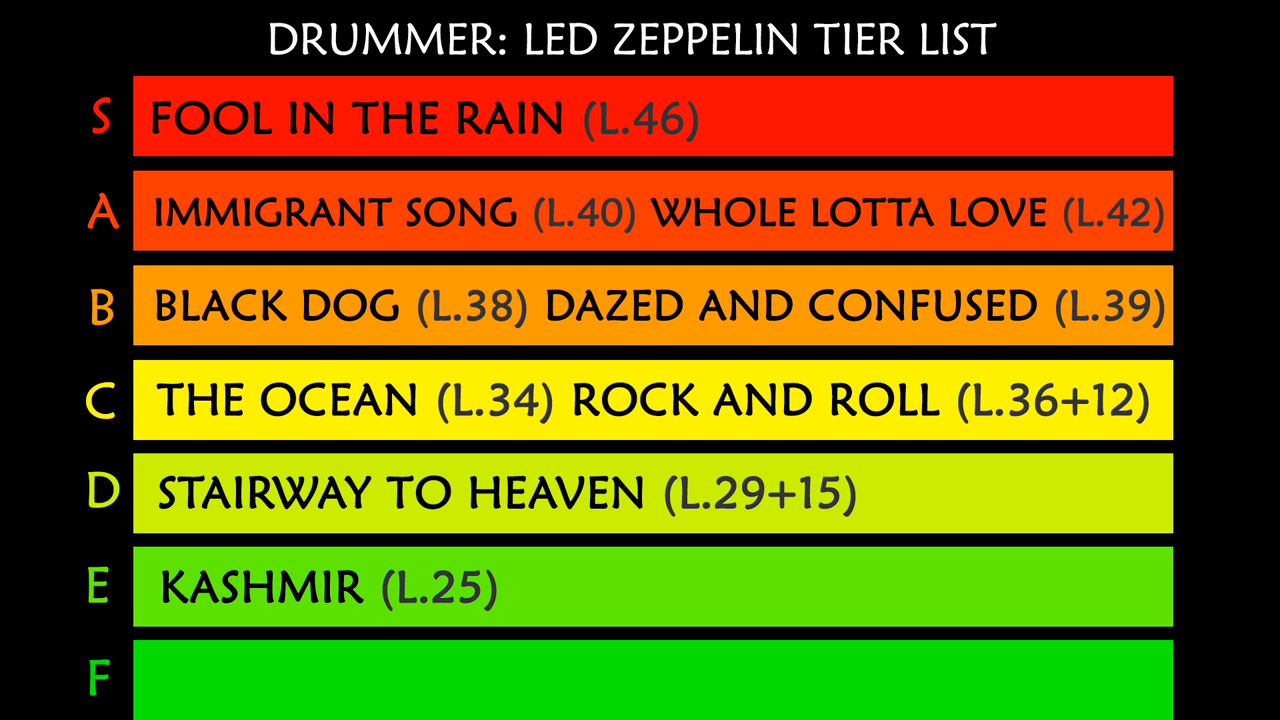 DRUMMER: LED ZEPPELIN TIER LIST
S FOOL IN THE RAIN (L.46)
A IMMIGRANT SONG (L.40) WHOLE LOTTA LOVE (L.42)
B BLACK DOG (L.38) DAZED AND CONFUSED (L.39)
C THE OCEAN (L.34) ROCK AND ROLL (L.36+12)
D STAIRWAY TO HEAVEN (L.29+15)
E KASHMIR (L.25)
F